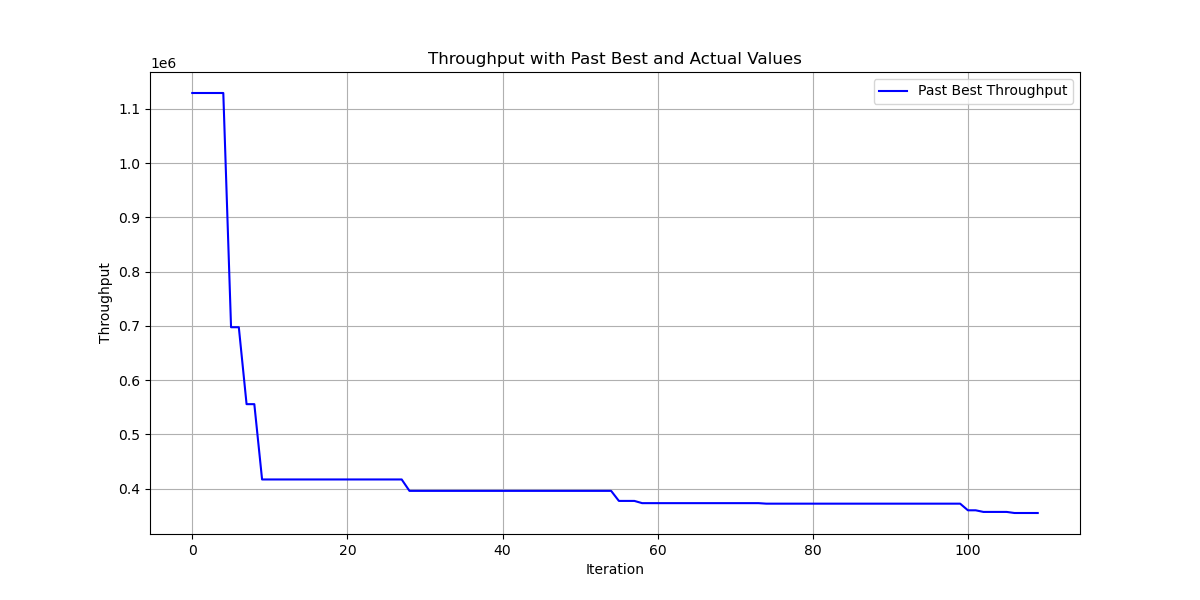 Throughput with Past Best and Actual Values
1e6
Past Best Throughput
1.1
1.0
0.9
0.8
0.7
0.6
0.5
0.4
Throughput
0 20 40 60 80 100
Iteration